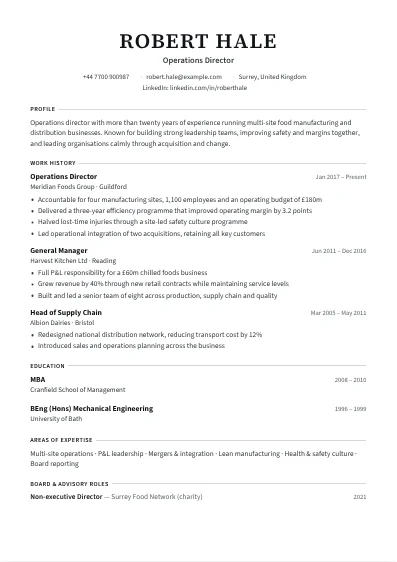 ROBERT HALE
Operations Director
+44 7700 900987 · robert.hale@example.com · Surrey, United Kingdom
LinkedIn: linkedin.com/in/roberthale
PROFILE
Operations director with more than twenty years of experience running multi-site food manufacturing and
distribution businesses. Known for building strong leadership teams, improving safety and margins together,
and leading organisations calmly through acquisition and change.
WORK HISTORY
Operations Director Jan 2017 – Present
Meridian Foods Group · Guildford
• Accountable for four manufacturing sites, 1,100 employees and an operating budget of £180m
• Delivered a three-year efficiency programme that improved operating margin by 3.2 points
• Halved lost-time injuries through a site-led safety culture programme
• Led operational integration of two acquisitions, retaining all key customers
General Manager Jun 2011 – Dec 2016
Harvest Kitchen Ltd · Reading
• Full P&L responsibility for a £60m chilled foods business
• Grew revenue by 40% through new retail contracts while maintaining service levels
• Built and led a senior team of eight across production, supply chain and quality
Head of Supply Chain Mar 2005 – May 2011
Albion Dairies · Bristol
• Redesigned national distribution network, reducing transport cost by 12%
• Introduced sales and operations planning across the business
EDUCATION
MBA 2008 – 2010
Cranfield School of Management
BEng (Hons) Mechanical Engineering 1996 – 1999
University of Bath
AREAS OF EXPERTISE
Multi-site operations · P&L leadership · Mergers & integration · Lean manufacturing · Health & safety culture ·
Board reporting
BOARD & ADVISORY ROLES
Non-executive Director — Surrey Food Network (charity) 2021